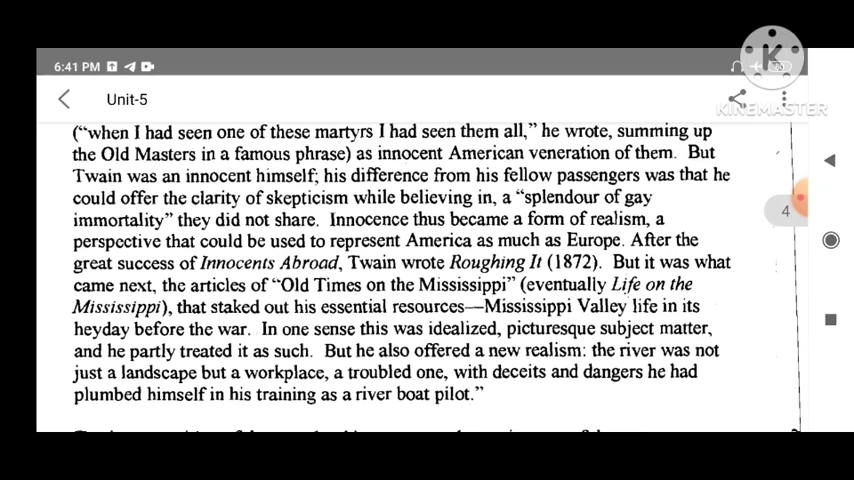 6:41 PM
80
Unit-5
KINEMASTER
("when I had seen one of these martyrs I had seen them all," he wrote, summing up
the Old Masters in a famous phrase) as innocent American veneration of them. But
Twain was an innocent himself; his difference from his fellow passengers was that he
could offer the clarity of skepticism while believing in, a "splendour of gay
immortality" they did not share. Innocence thus became a form of realism, a
4
perspective that could be used to represent America as much as Europe. After the
great success of Innocents Abroad, Twain wrote Roughing It (1872). But it was what
came next, the articles of "Old Times on the Mississippi" (eventually Life on the
Mississippi), that staked out his essential resources—Mississippi Valley life in its
heyday before the war. In one sense this was idealized, picturesque subject matter,
and he partly treated it as such. But he also offered a new realism: the river was not
just a landscape but a workplace, a troubled one, with deceits and dangers he had
plumbed himself in his training as a river boat pilot."